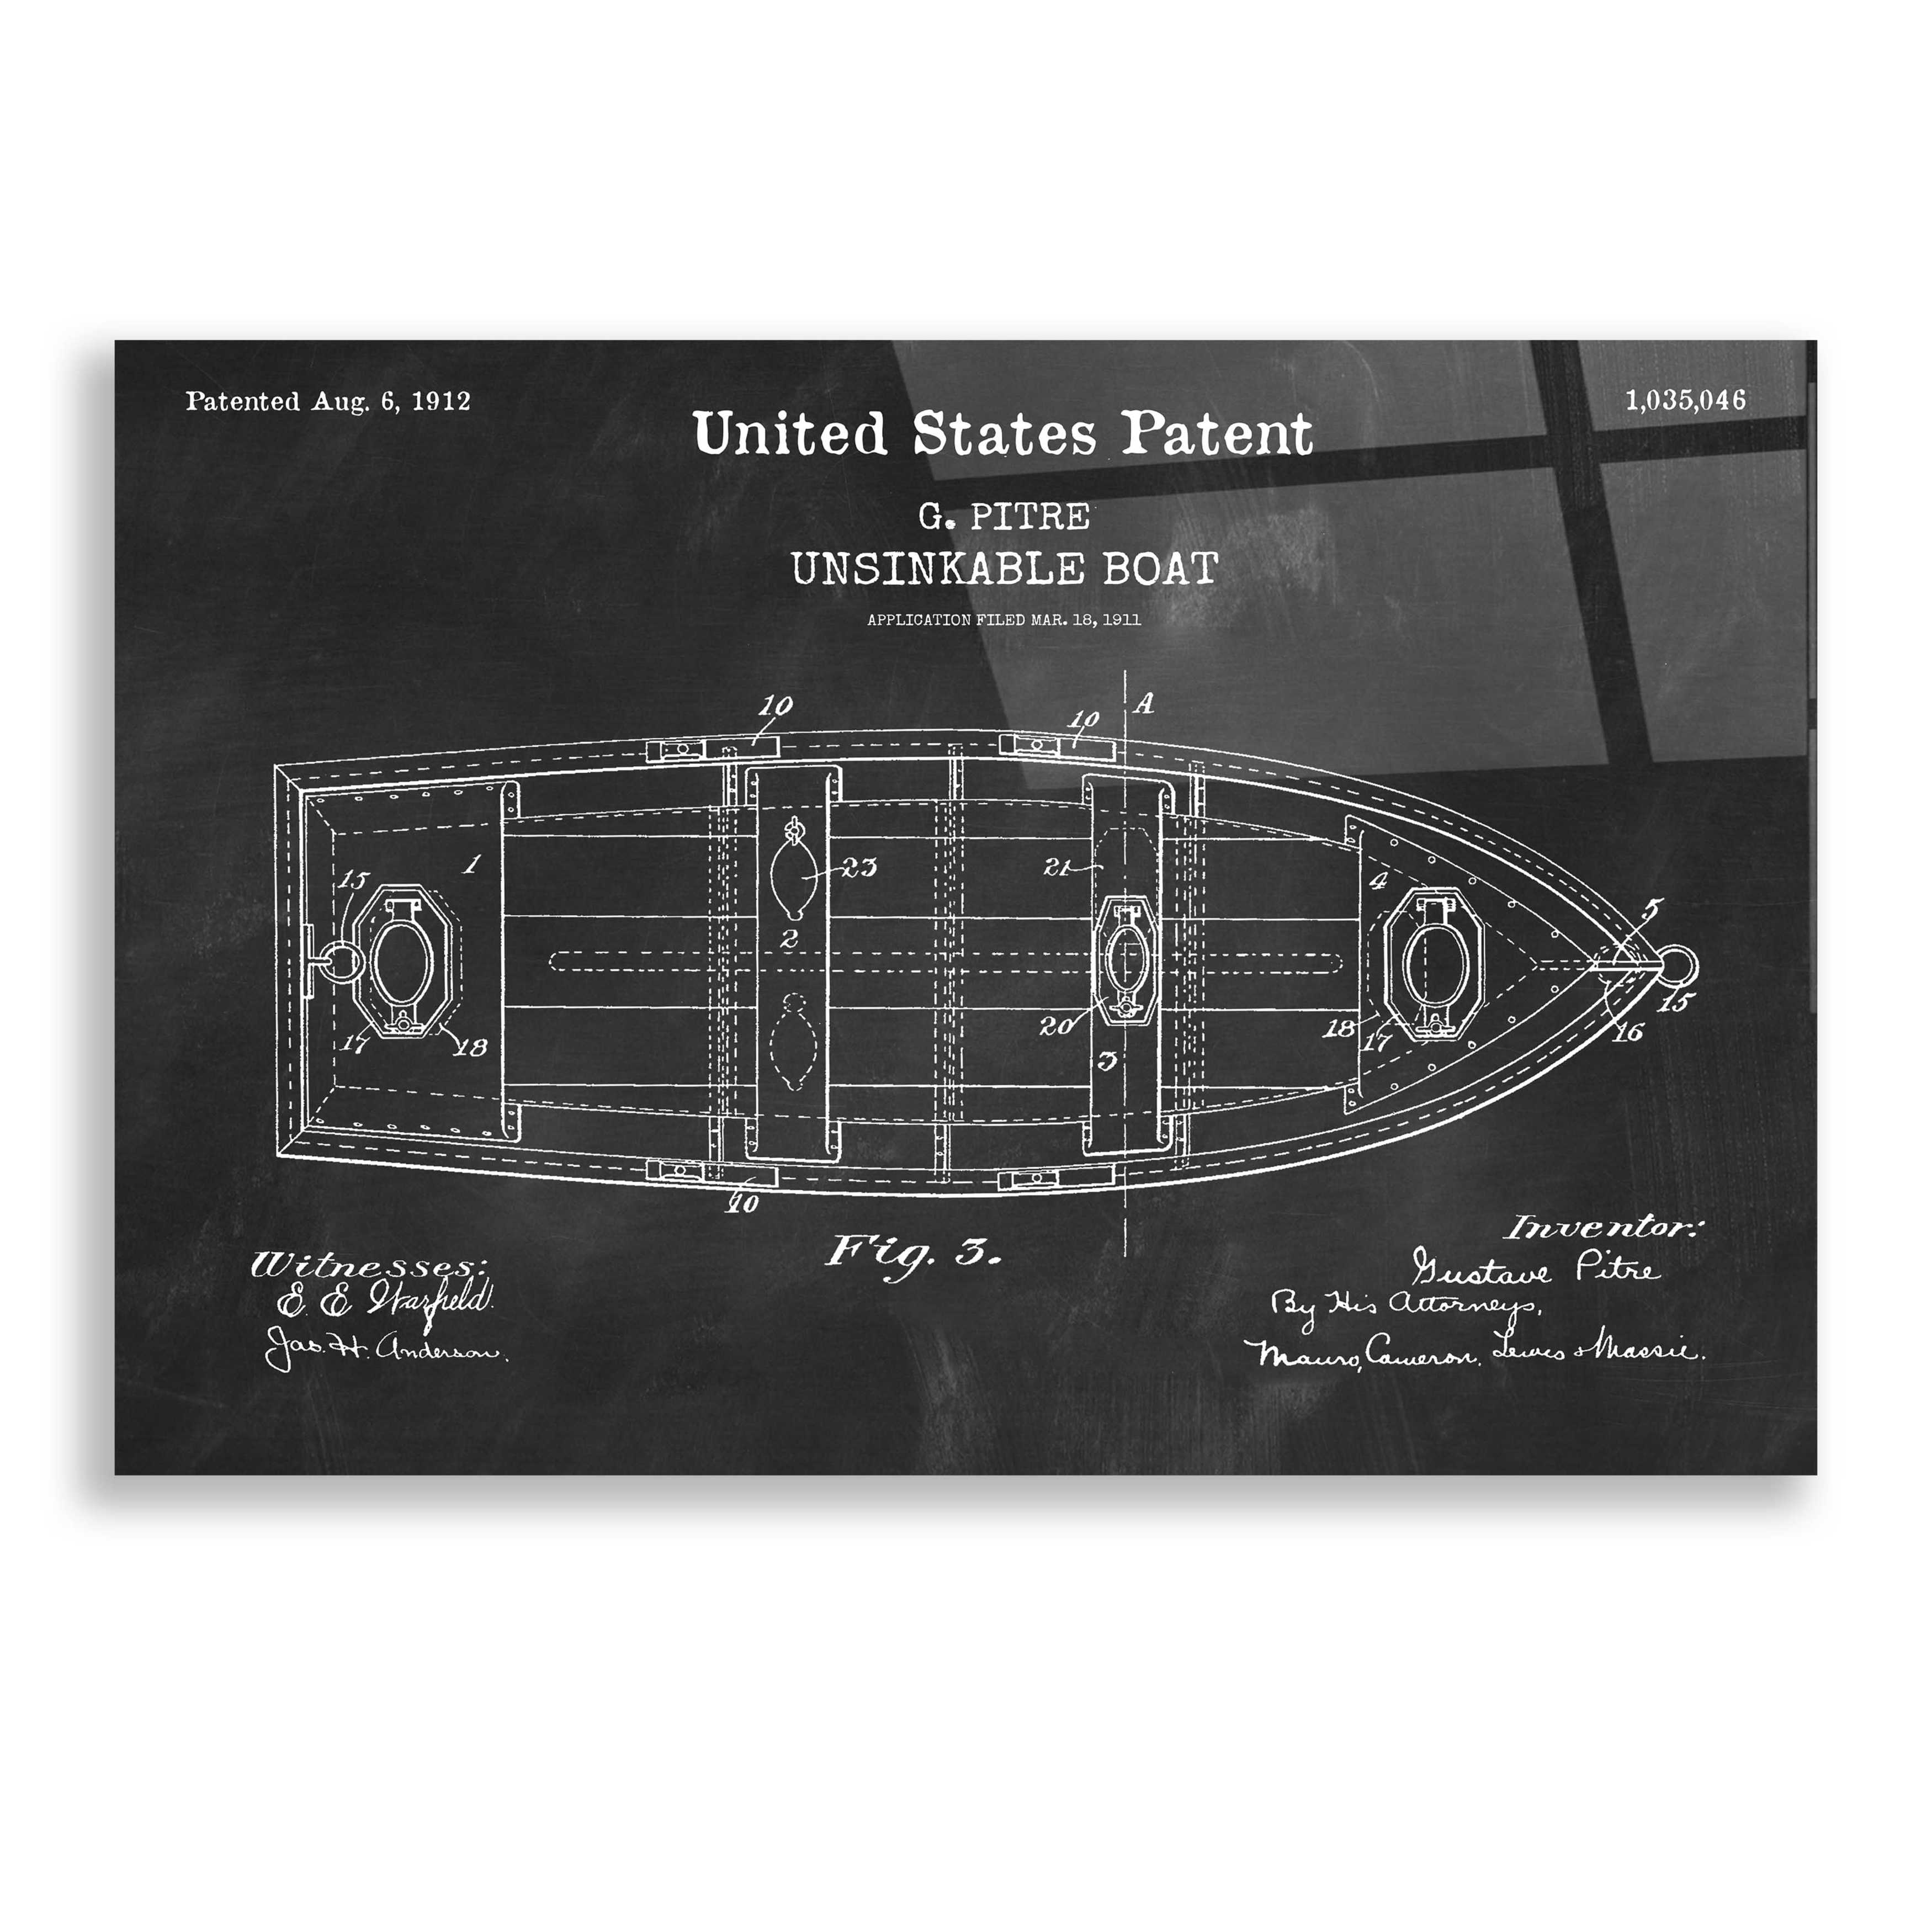 Patented Aug. 6, 1912
1,035,046
United States Patent
G. PITRE
UNSINKABLE BOAT
APPLICATION FILED MAR. 18, 1911
10
10
A
1
15
23
21
4
5
2
15
17
18
20
3
18
17
16
10
Fig. 3.
Witnesses:
E. E. Warfield.
Jas. H. Anderson.
Inventor:
Gustave Pitre
By His Attorneys,
Mauro, Cameron, Lewis & Massie.